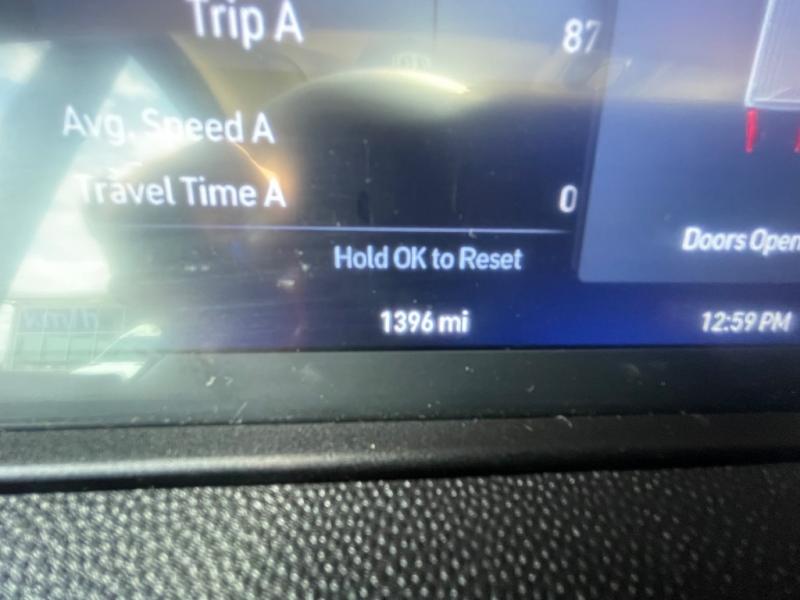 Trip A 87
Avg. Speed A
Travel Time A 0
Doors Open
Hold OK to Reset
1396 mi 12:59 PM